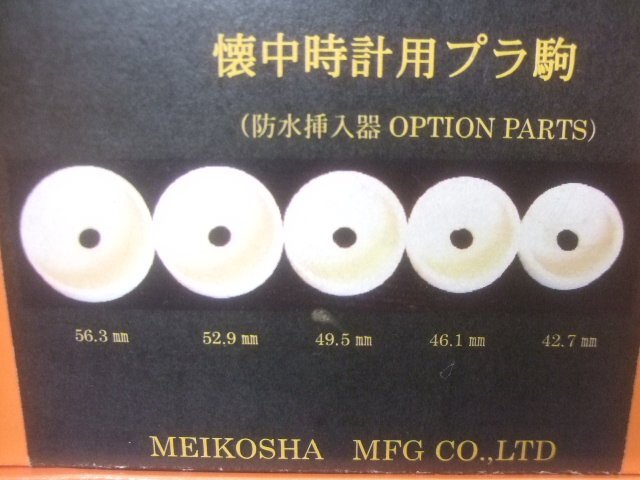 懐中時計用プラ駒
（防水挿入器 OPTION PARTS）
56.3 ㎜ 52.9 ㎜ 49.5 ㎜ 46.1 ㎜ 42.7 ㎜
MEIKOSHA MFG CO.,LTD